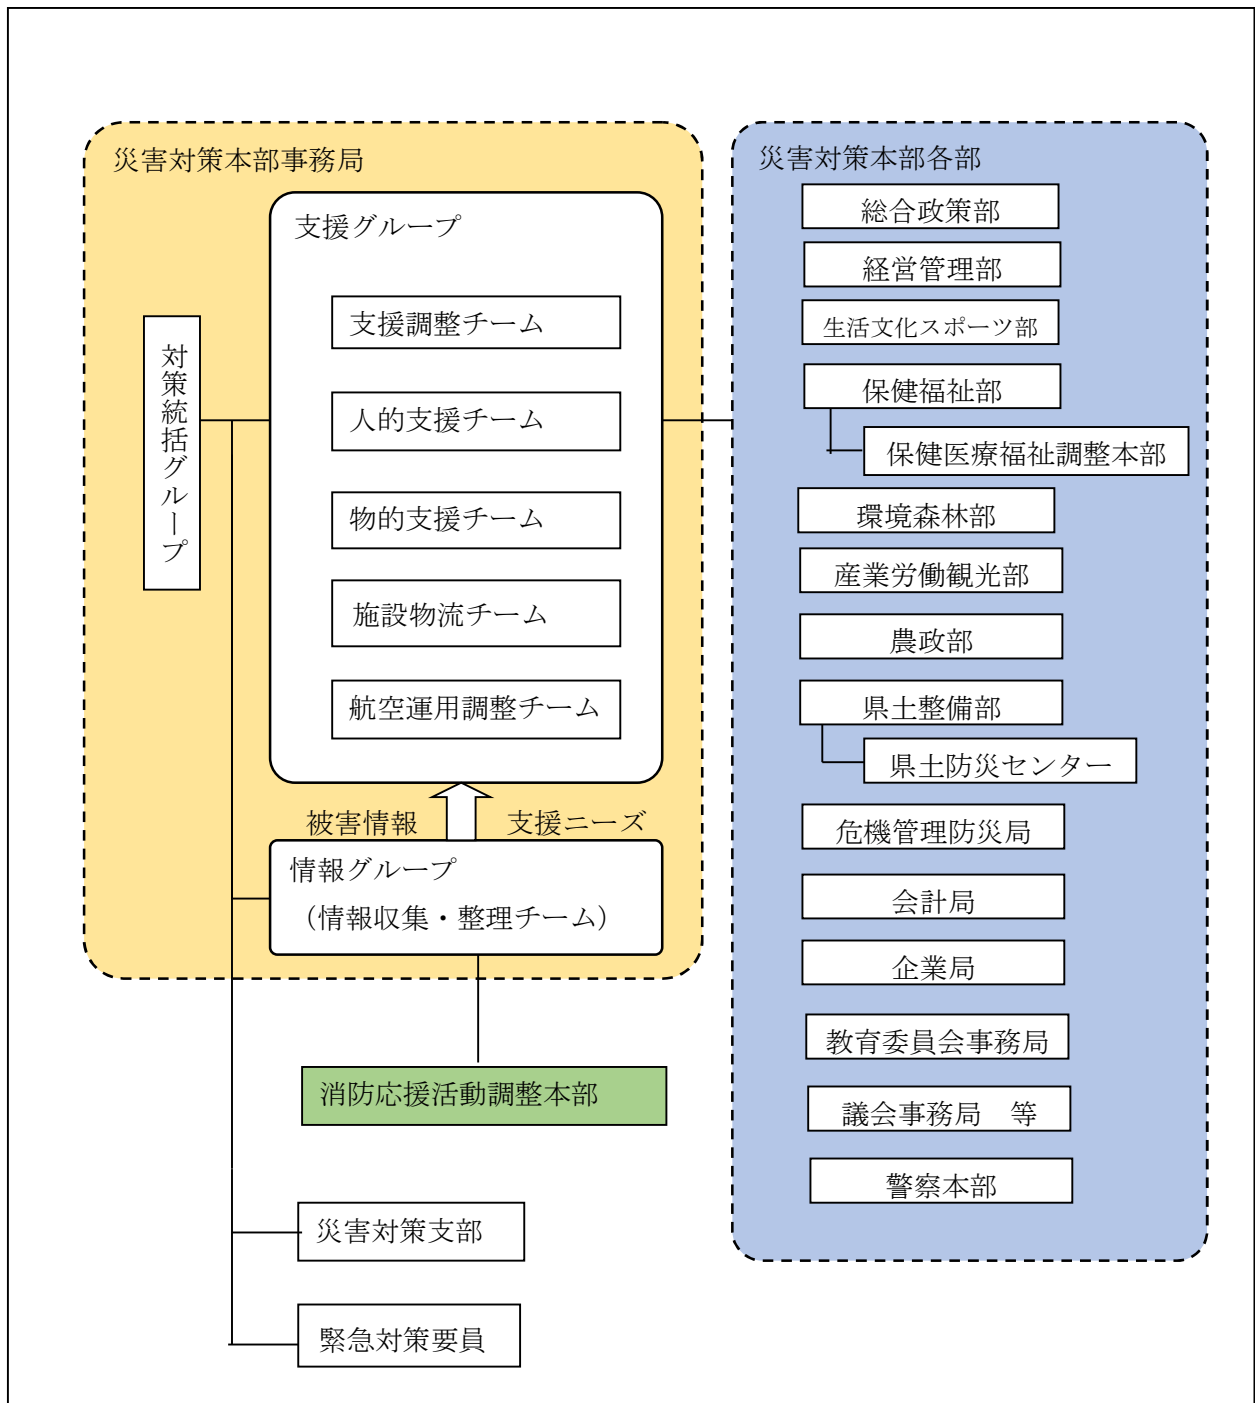 災害対策本部事務局
対策統括グループ
支援グループ
支援調整チーム
人的支援チーム
物的支援チーム
施設物流チーム
航空運用調整チーム
被害情報 支援ニーズ
情報グループ
（情報収集・整理チーム）
消防応援活動調整本部
災害対策支部
緊急対策要員
災害対策本部各部
総合政策部
経営管理部
生活文化スポーツ部
保健福祉部
保健医療福祉調整本部
環境森林部
産業労働観光部
農政部
県土整備部
県土防災センター
危機管理防災局
会計局
企業局
教育委員会事務局
議会事務局　等
警察本部